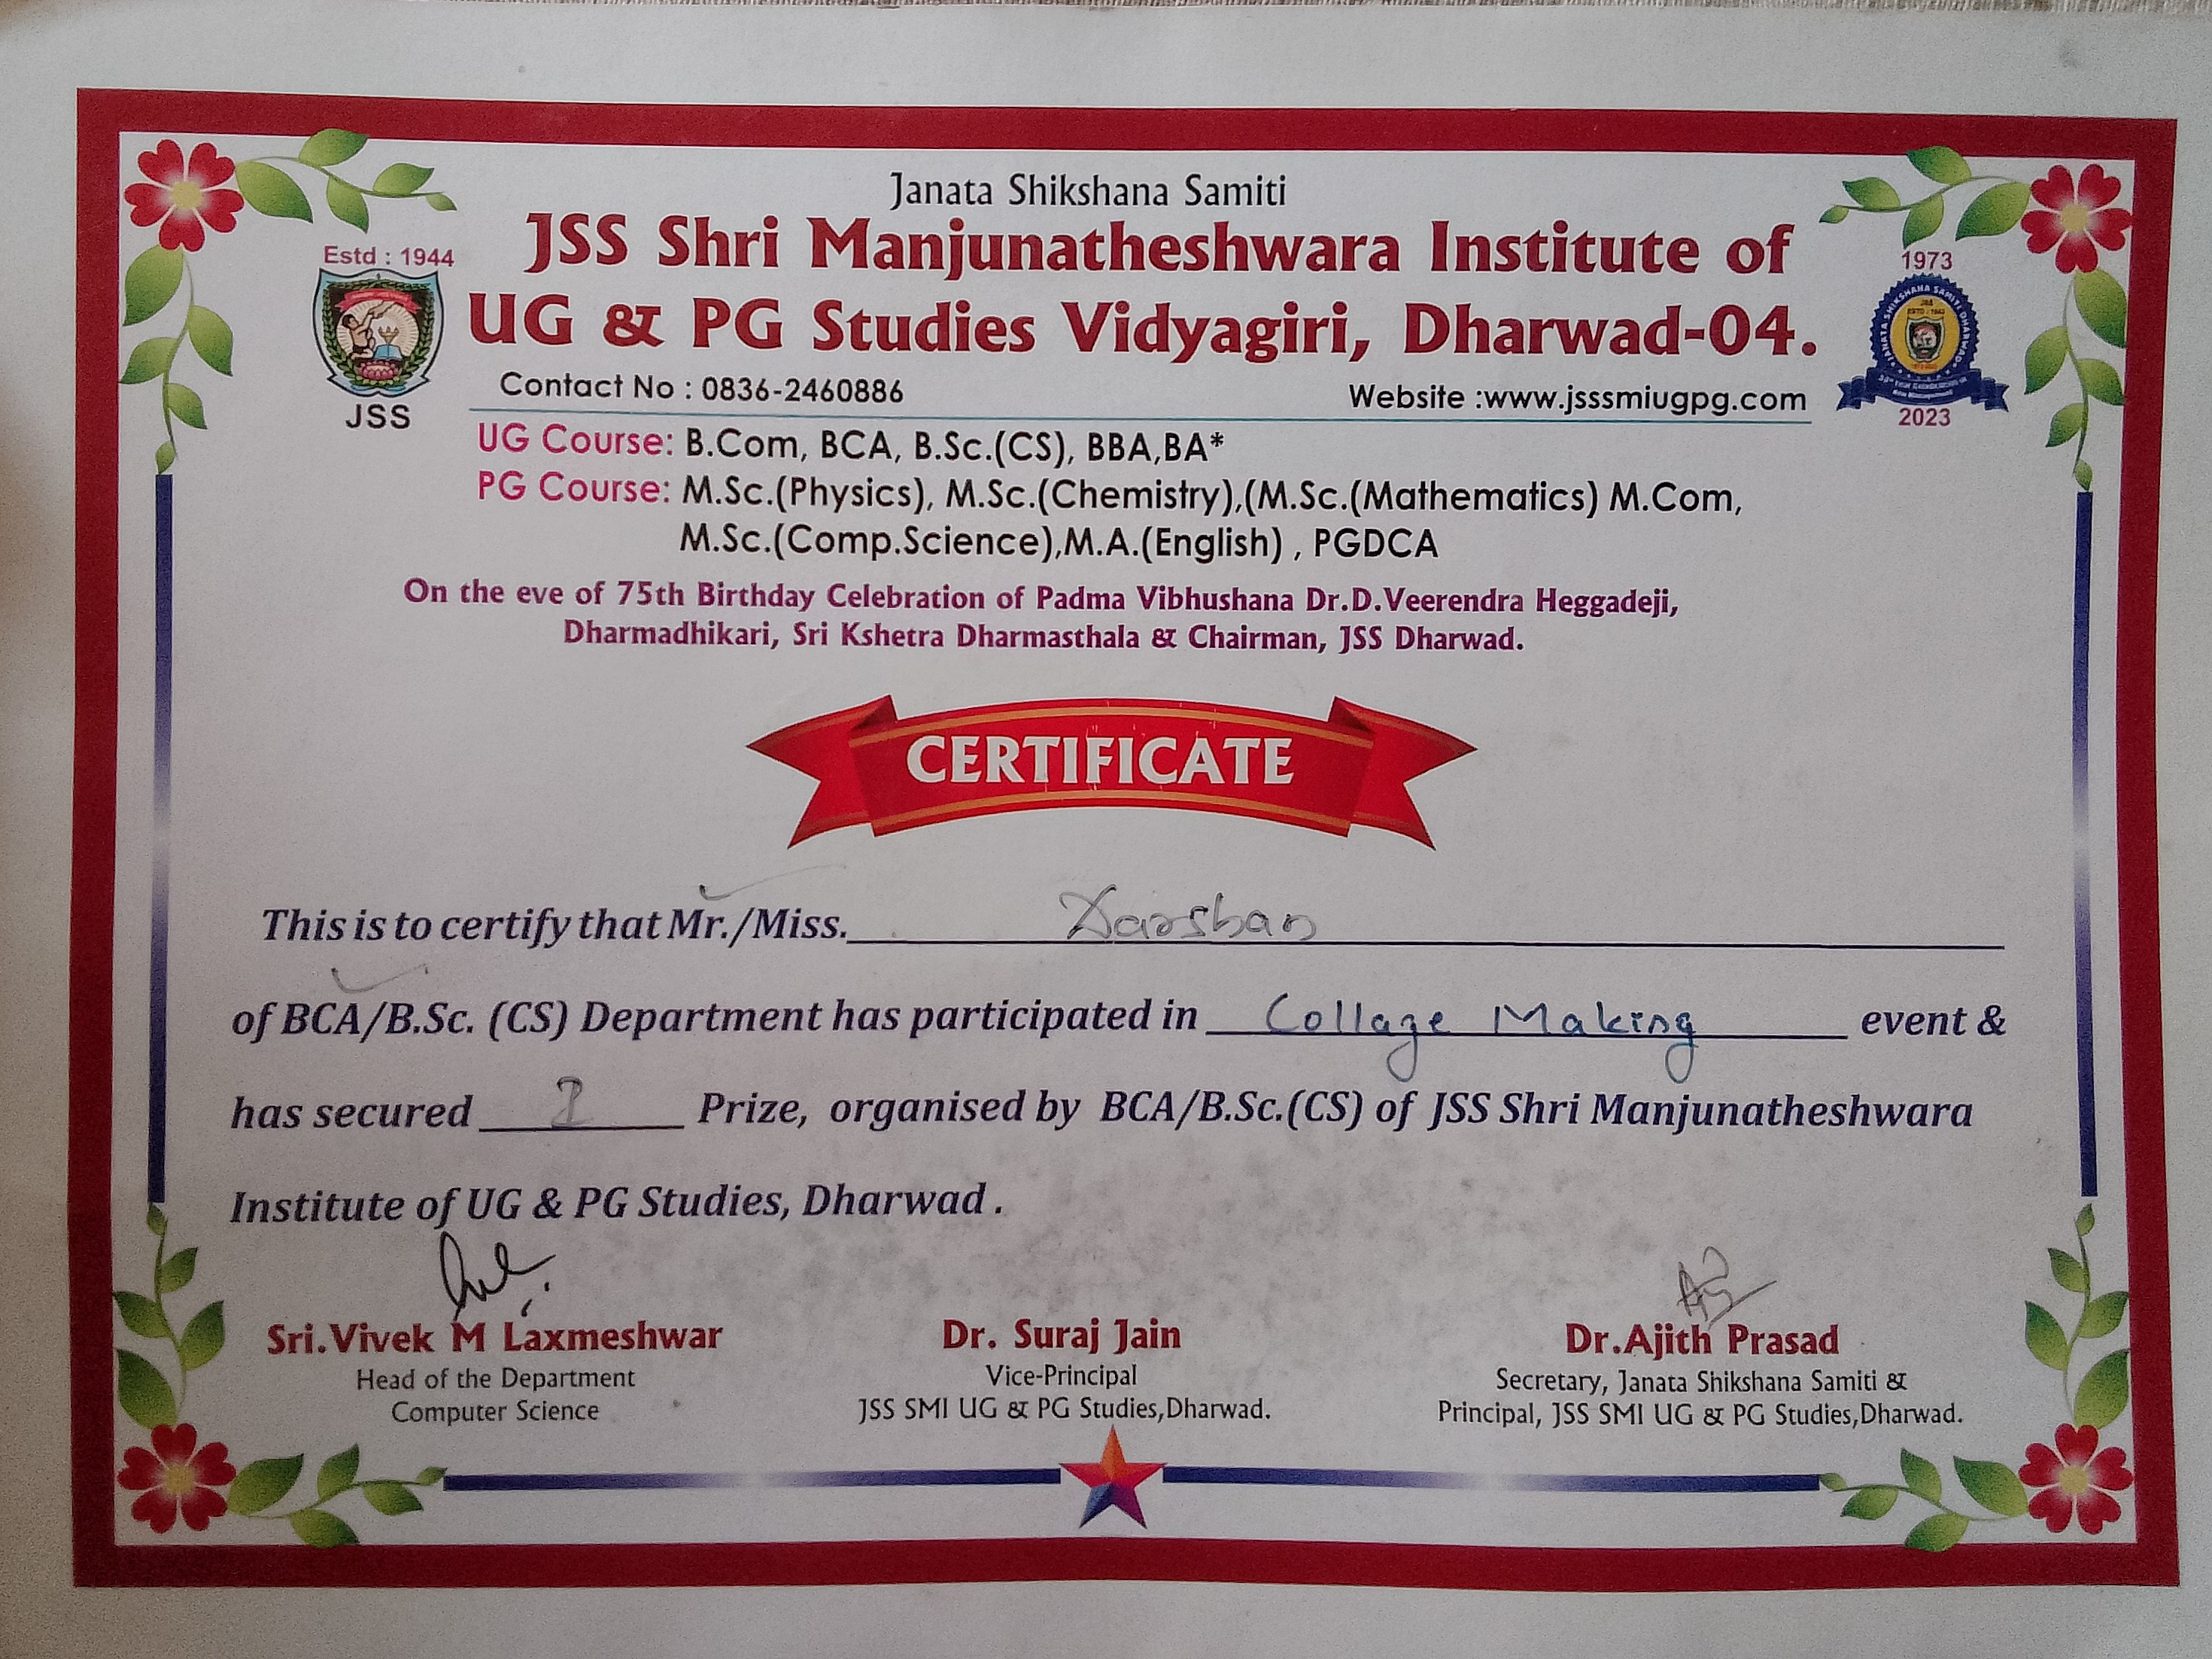 Janata Shikshana Samiti
JSS Shri Manjunatheshwara Institute of
UG & PG Studies Vidyagiri, Dharwad-04.
Estd : 1944
JSS
1973
JANATA SHIKSHANA SAMITI DHARWAD
2023
Contact No : 0836-2460886
Website :www.jsssmiugpg.com
UG Course: B.Com, BCA, B.Sc.(CS), BBA,BA*
PG Course: M.Sc.(Physics), M.Sc.(Chemistry),(M.Sc.(Mathematics) M.Com,
M.Sc.(Comp.Science),M.A.(English) , PGDCA
On the eve of 75th Birthday Celebration of Padma Vibhushana Dr.D.Veerendra Heggadeji,
Dharmadhikari, Sri Kshetra Dharmasthala & Chairman, JSS Dharwad.
CERTIFICATE
This is to certify that Mr./Miss. Darshan
of BCA/B.Sc. (CS) Department has participated in Collage Making event &
has secured I Prize, organised by BCA/B.Sc.(CS) of JSS Shri Manjunatheshwara
Institute of UG & PG Studies, Dharwad .
Sri.Vivek M Laxmeshwar
Head of the Department
Computer Science
Dr. Suraj Jain
Vice-Principal
JSS SMI UG & PG Studies,Dharwad.
Dr.Ajith Prasad
Secretary, Janata Shikshana Samiti &
Principal, JSS SMI UG & PG Studies,Dharwad.